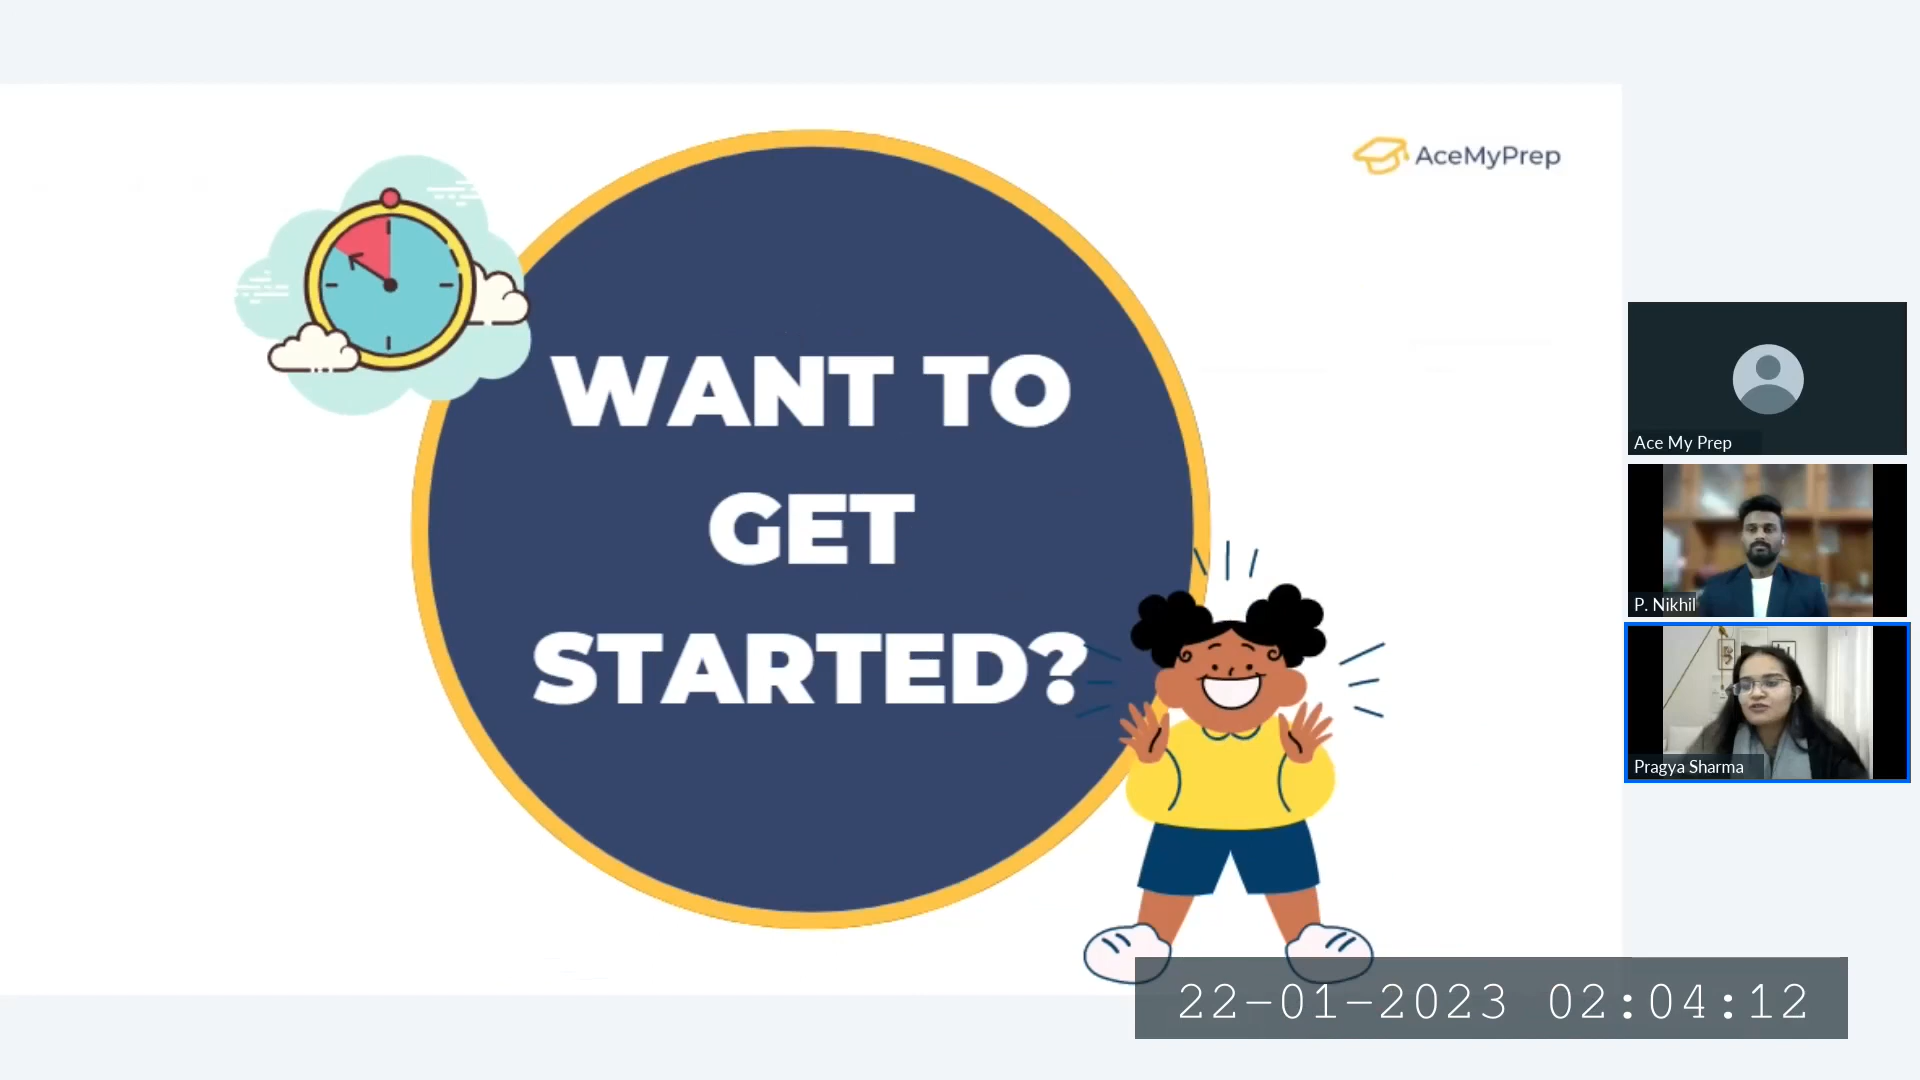 AceMyPrep
WANT TO
GET
STARTED?
Ace My Prep
P. Nikhil
Pragya Sharma
22-01-2023 02:04:12